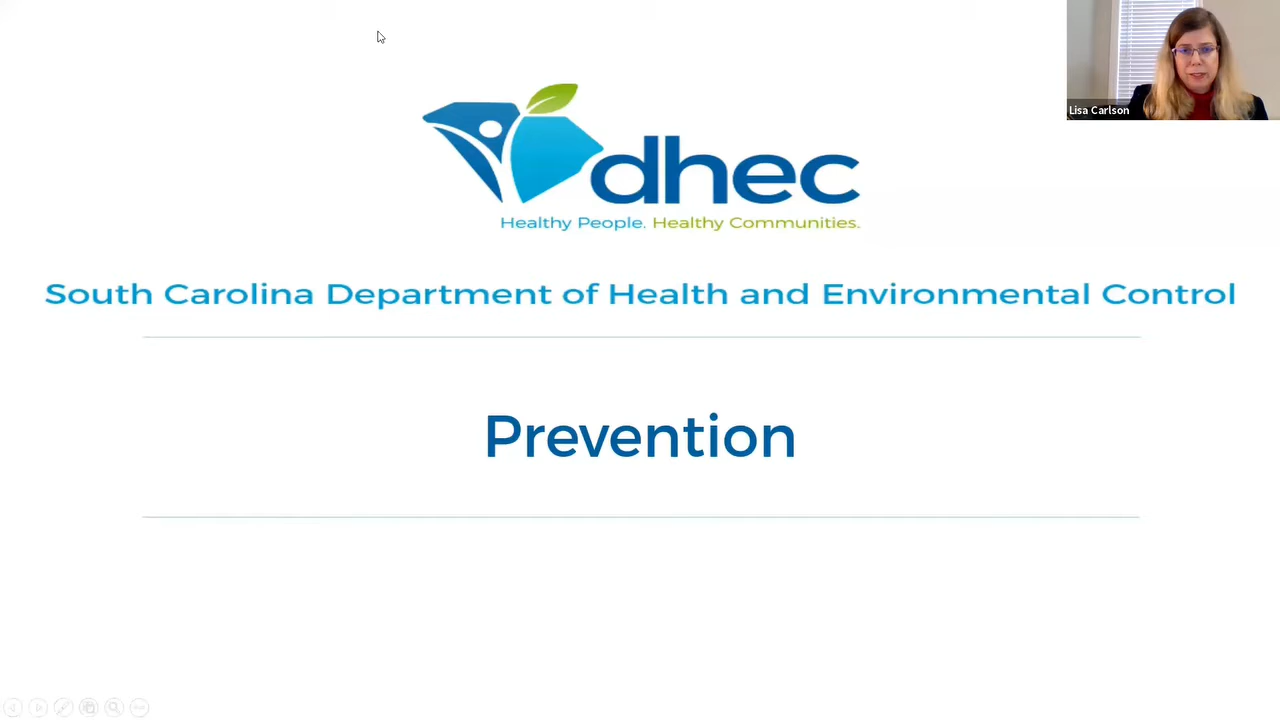 Lisa Carlson
dhec
Healthy People. Healthy Communities.
South Carolina Department of Health and Environmental Control
Prevention